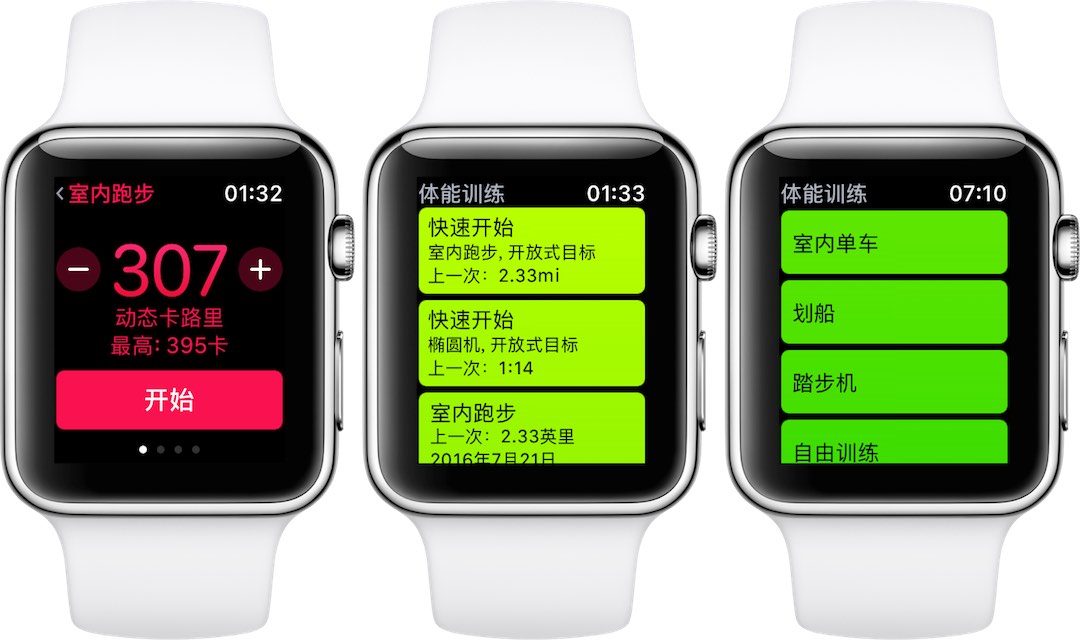 室内跑步 01:32
− 307 +
动态卡路里
最高: 395卡
开始
体能训练 01:33
快速开始
室内跑步, 开放式目标
上一次：2.33mi
快速开始
椭圆机, 开放式目标
上一次：1:14
室内跑步
上一次：2.33英里
2016年7月21日
体能训练 07:10
室内单车
划船
踏步机
自由训练